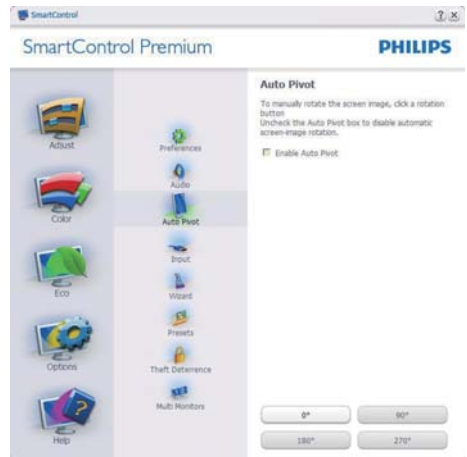 SmartControl
SmartControl Premium
PHILIPS
Adjust
Color
Eco
Options
Help
Preferences
Audio
Auto Pivot
Input
Wizard
Presets
Theft Deterrence
Multi Monitors
Auto Pivot
To manually rotate the screen image, click a rotation
button
Uncheck the Auto Pivot box to disable automatic
screen-image rotation.
Enable Auto Pivot
0°
90°
180°
270°